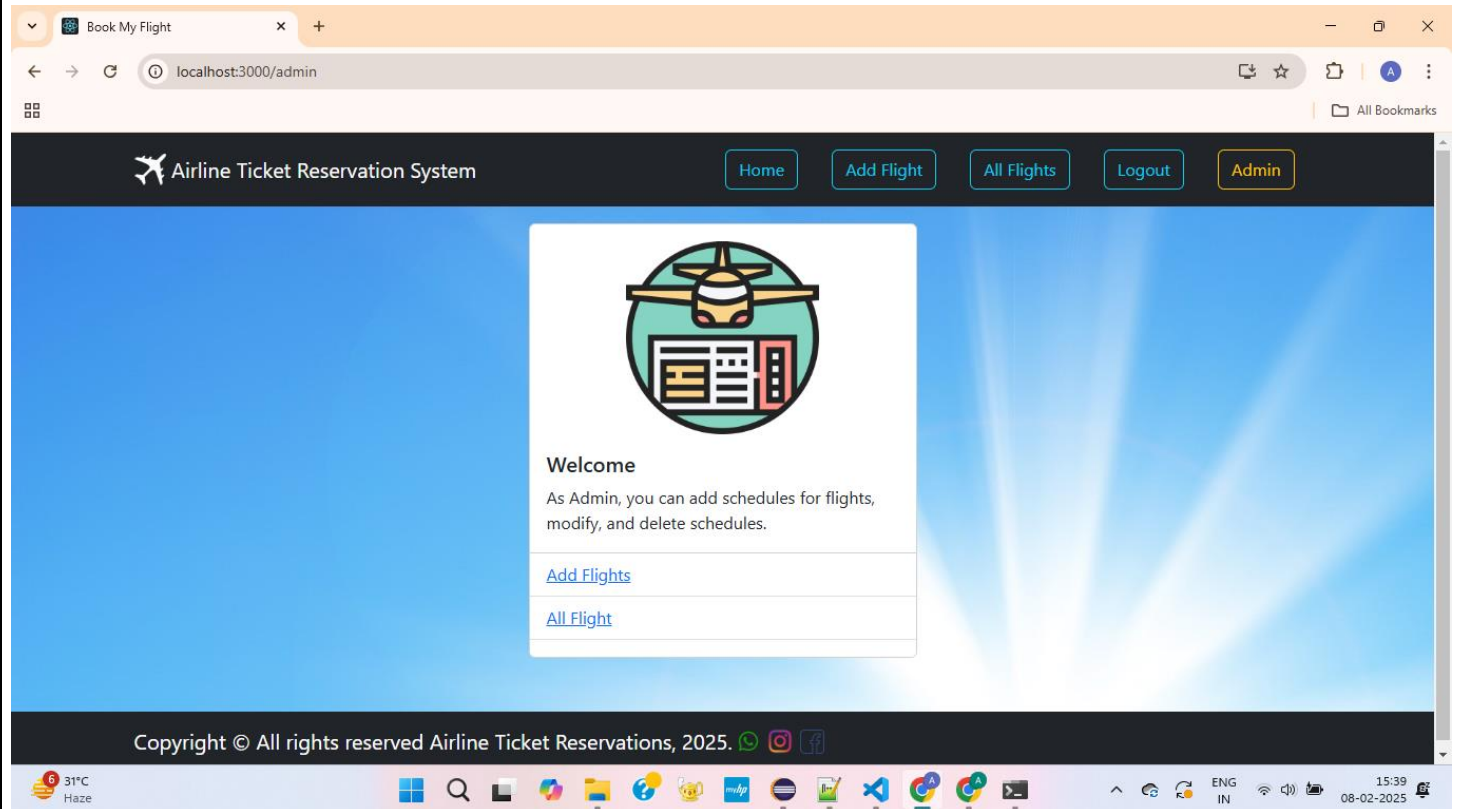 Book My Flight
localhost:3000/admin
A
All Bookmarks
Airline Ticket Reservation System
Home
Add Flight
All Flights
Logout
Admin
Welcome
As Admin, you can add schedules for flights,
modify, and delete schedules.
Add Flights
All Flight
Copyright © All rights reserved Airline Ticket Reservations, 2025.
6
31°C
Haze
myhp
A
A
ENG
IN
15:39
08-02-2025